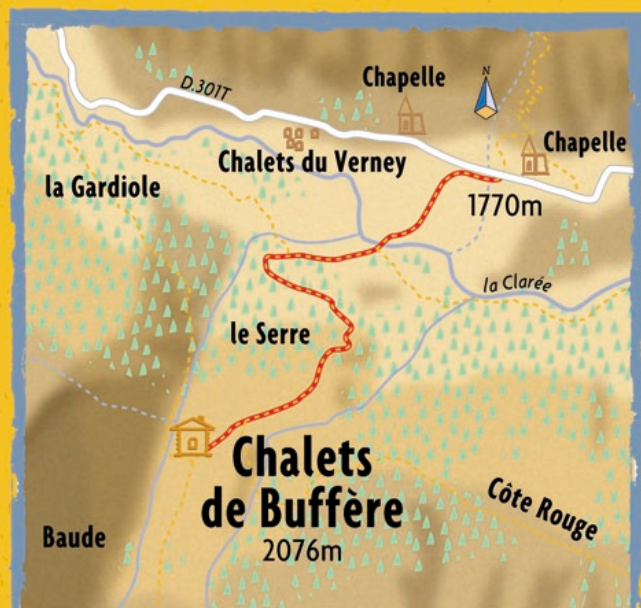 N
D.301T
Chapelle
Chalets du Verney
Chapelle
la Gardiole
1770m
la Clarée
le Serre
Chalets
de Buffère
2076m
Côte Rouge
Baude